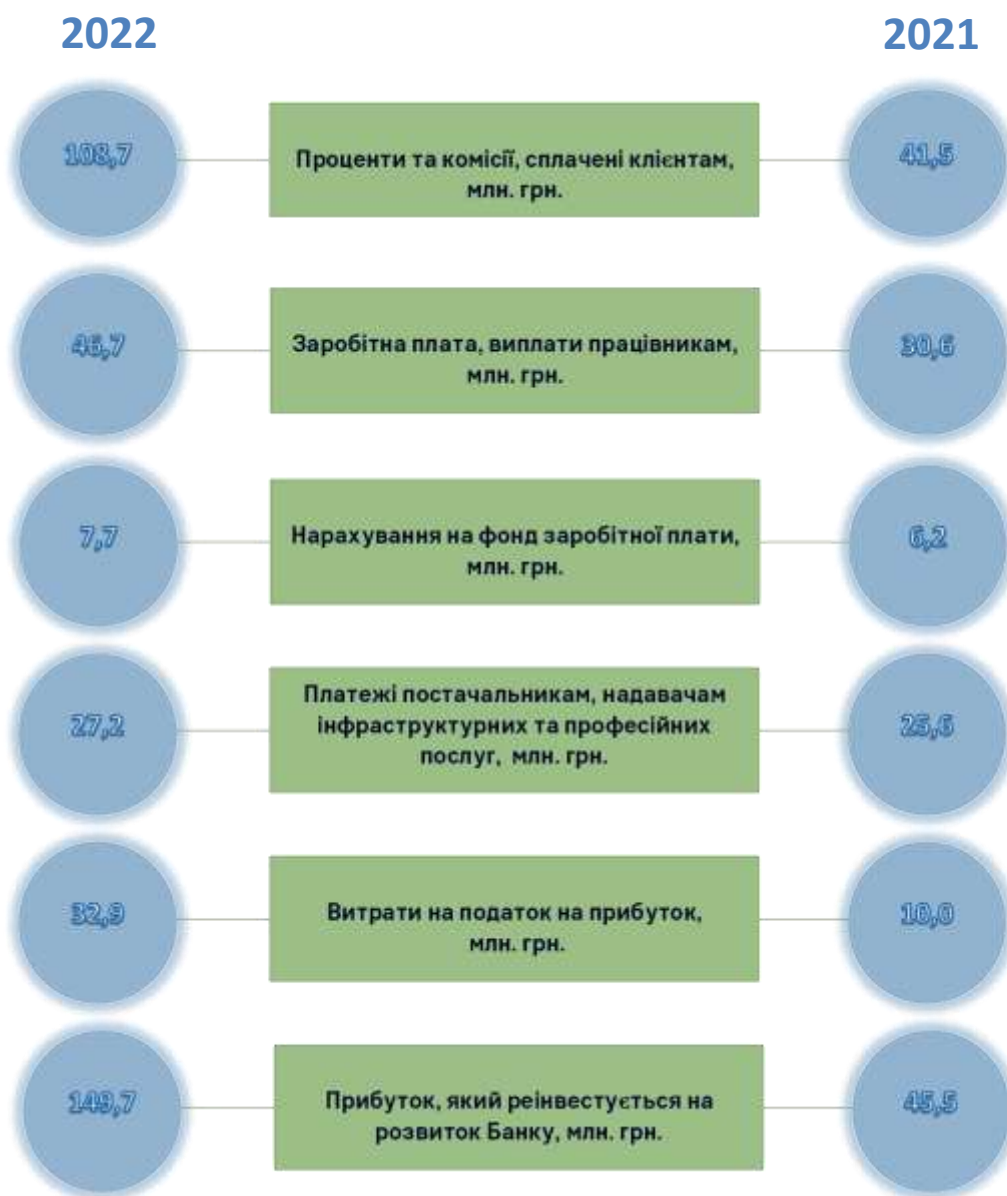 2022
2021
108,7
Проценти та комісії, сплачені клієнтам,
млн. грн.
41,5
46,7
Заробітна плата, виплати працівникам,
млн. грн.
30,6
7,7
Нарахування на фонд заробітної плати,
млн. грн.
6,2
27,2
Платежі постачальникам, надавачам
інфраструктурних та професійних
послуг, млн. грн.
25,6
32,9
Витрати на податок на прибуток,
млн. грн.
10,0
149,7
Прибуток, який реінвестується на
розвиток Банку, млн. грн.
45,5